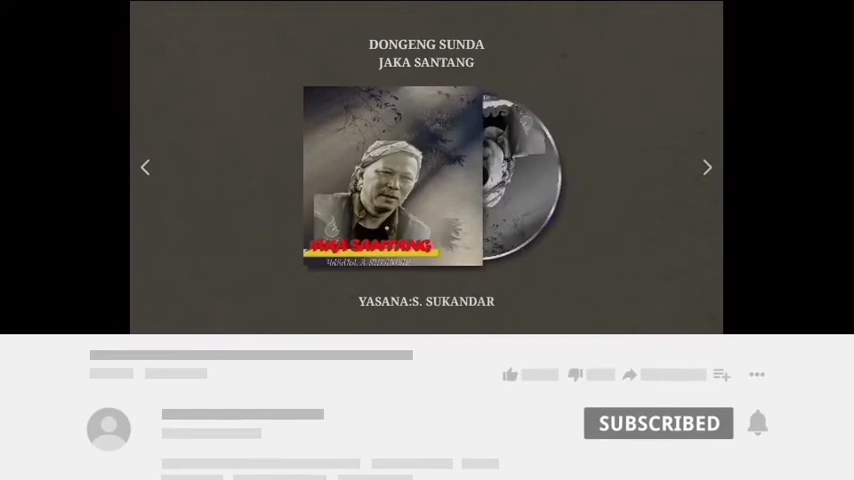 DONGENG SUNDA
JAKA SANTANG
JAKA SANTANG
YASANA:S. SUKANDAR
SUBSCRIBED